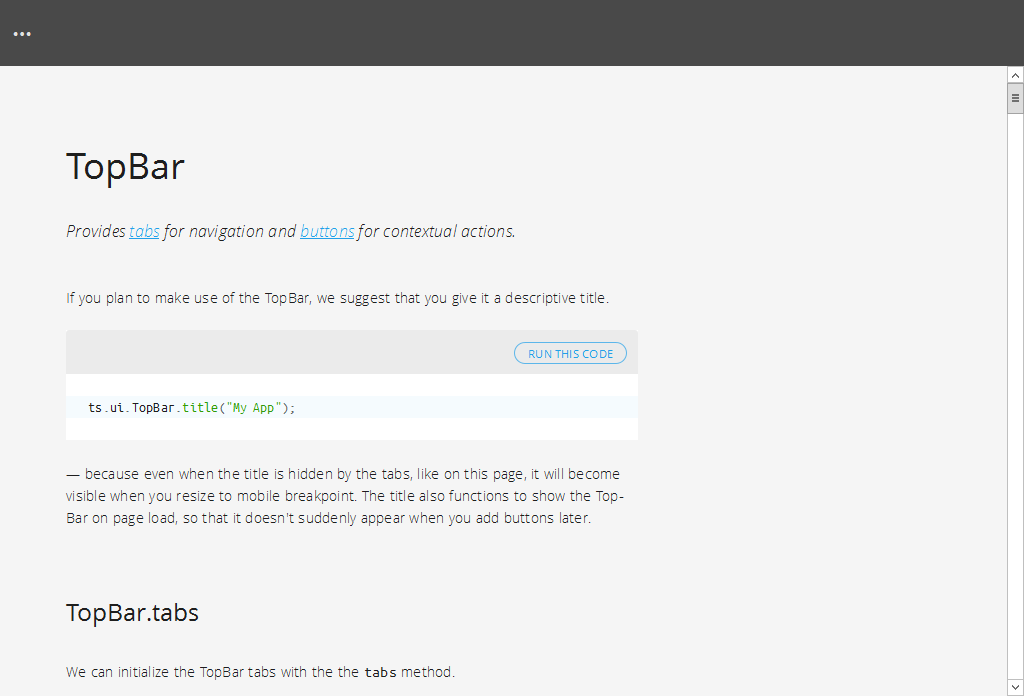 TopBar
Provides tabs for navigation and buttons for contextual actions.
If you plan to make use of the TopBar, we suggest that you give it a descriptive title.
RUN THIS CODE
ts.ui.TopBar.title("My App");
— because even when the title is hidden by the tabs, like on this page, it will become
visible when you resize to mobile breakpoint. The title also functions to show the Top-
Bar on page load, so that it doesn't suddenly appear when you add buttons later.
TopBar.tabs
We can initialize the TopBar tabs with the the tabs method.